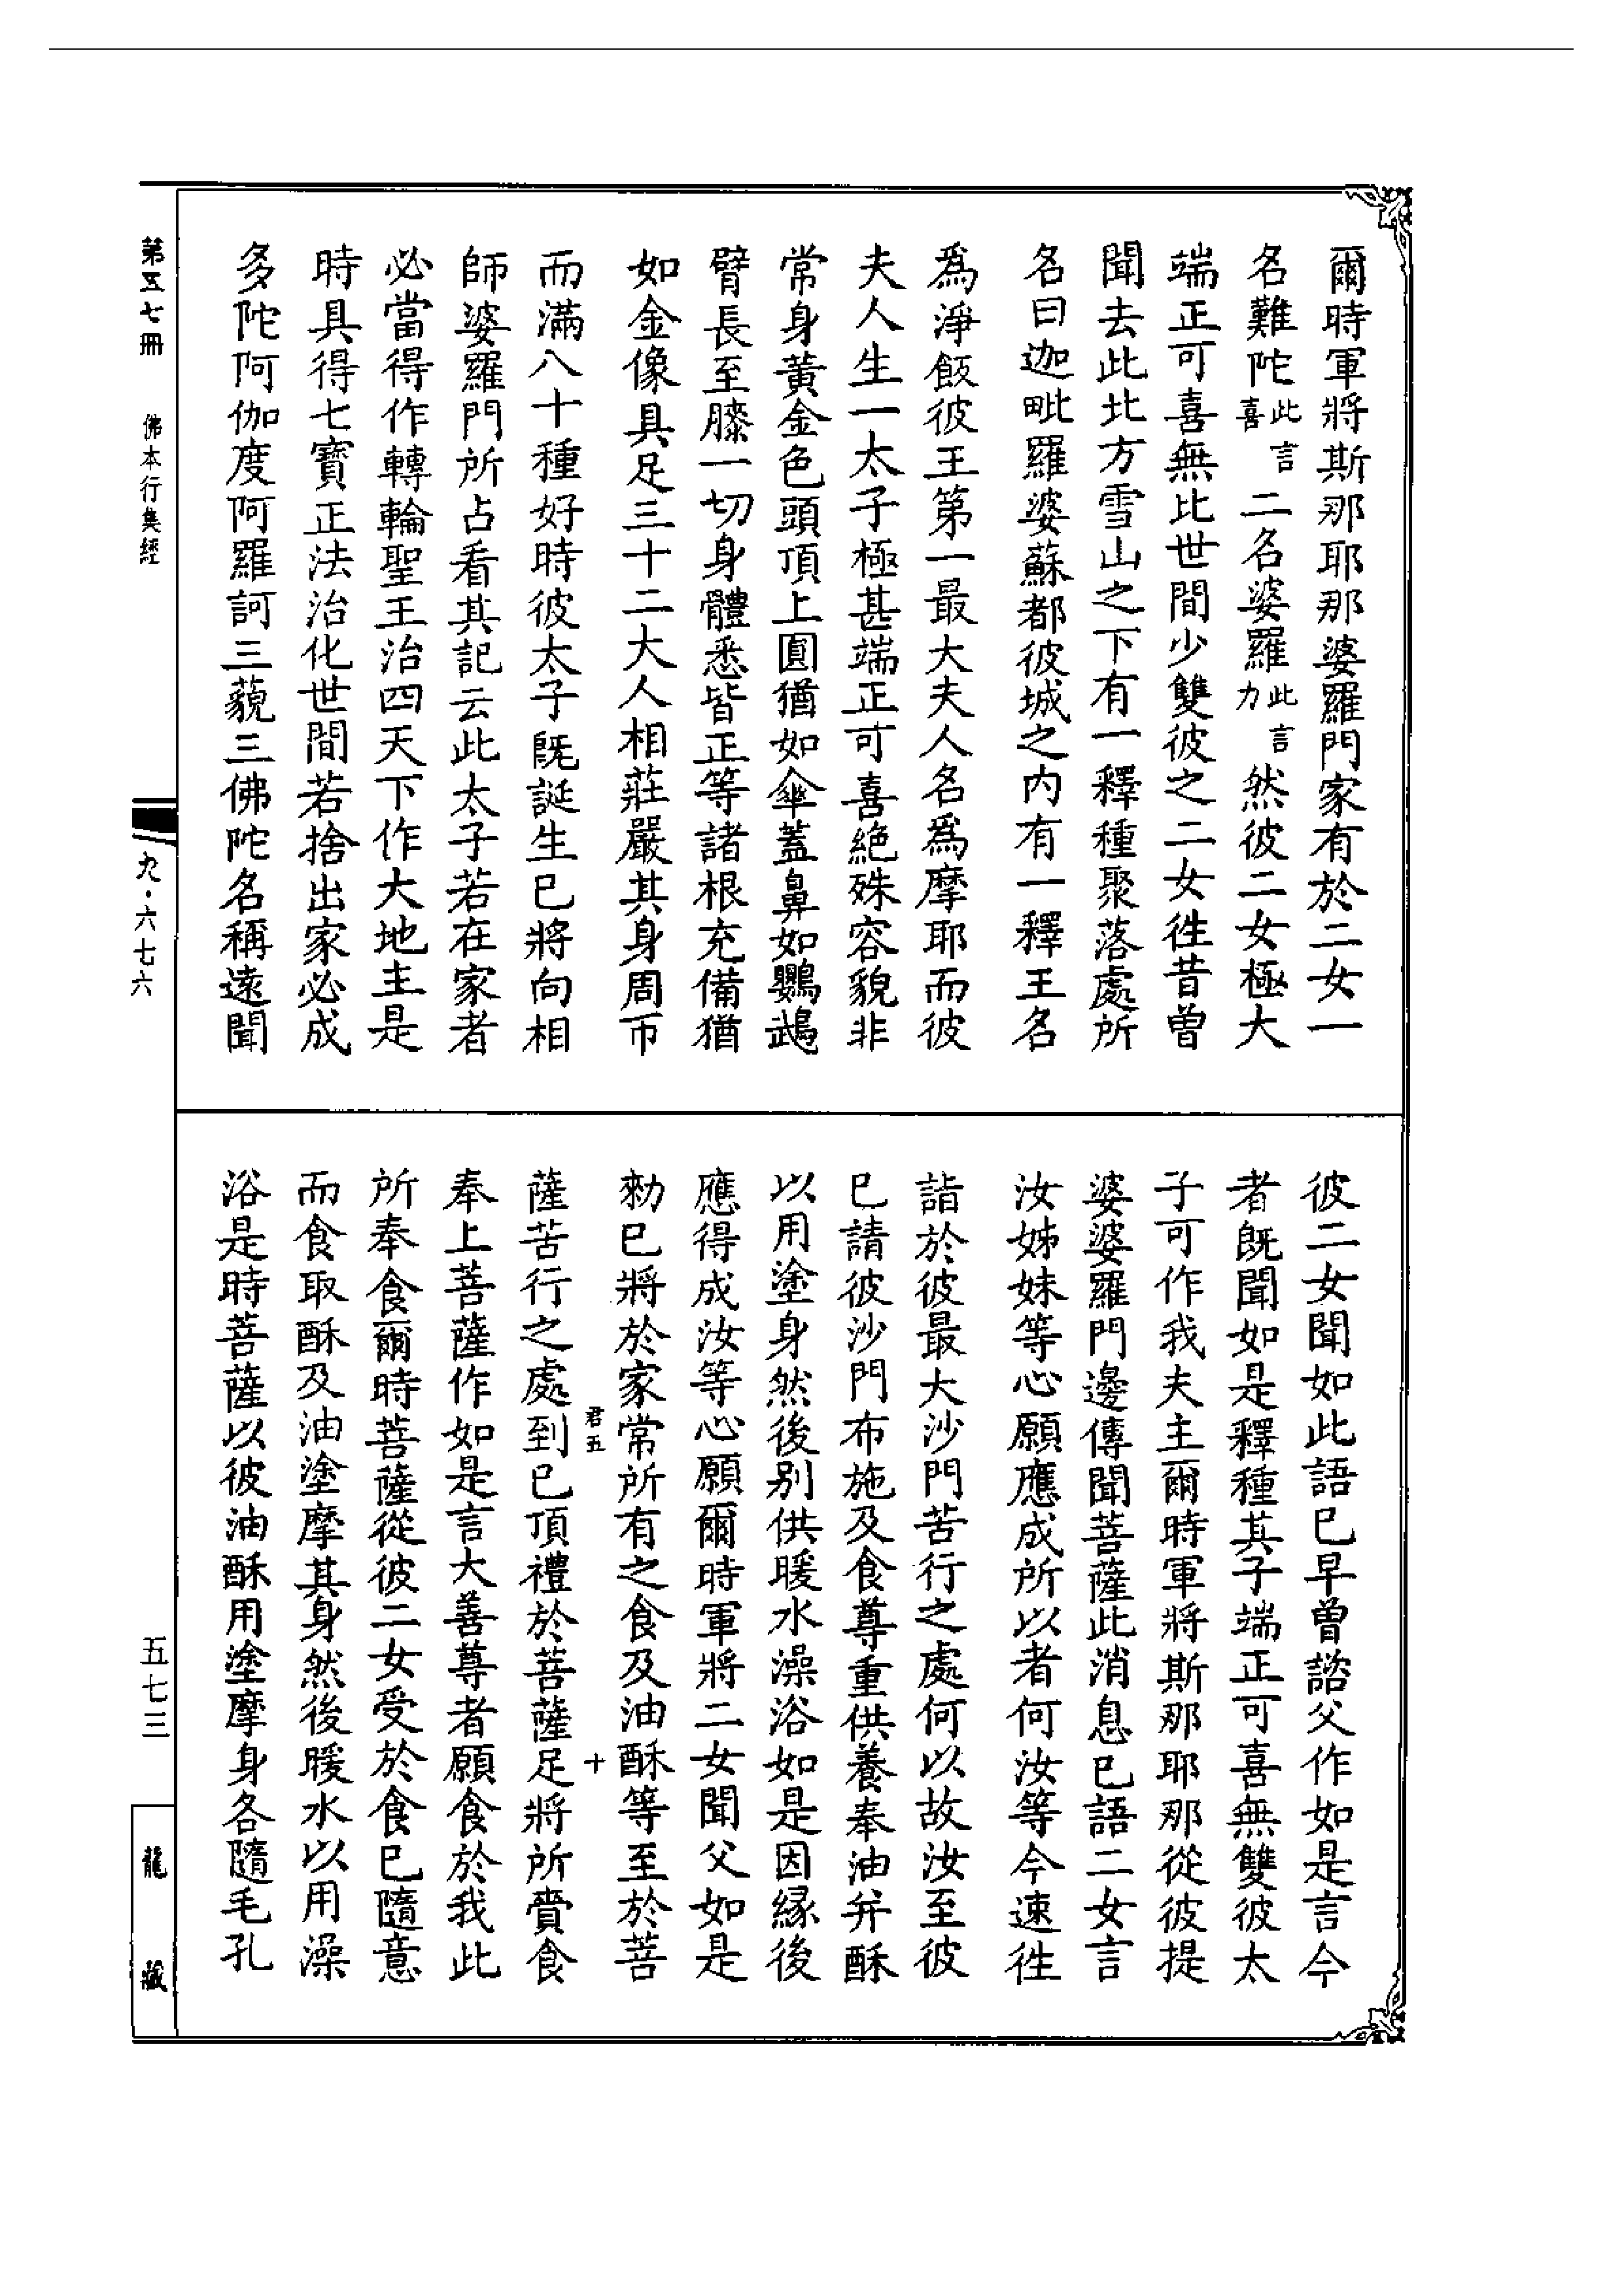 爾時軍將斯那耶那婆羅門家有於二女一
名難陀此言喜二名婆羅此言力然彼二女極大
端正可喜無比世間少雙彼之二女徃昔曾
聞去此北方雪山之下有一釋種聚落處所
名曰迦毗羅婆蘇都彼城之内有一釋王名
爲淨飯彼王第一最大夫人名爲摩耶而彼
夫人生一太子極甚端正可喜絶殊容貌非
常身黃金色頭頂上圓猶如傘蓋鼻如鸚鵡
臂長至膝一切身體悉皆正等諸根充備猶
如金像具足三十二大人相莊嚴其身周帀
而滿八十種好時彼太子旣誕生已將向相
師婆羅門所占看其記云此太子若在家者
必當得作轉輪聖王治四天下作大地主是
時具得七寶正法治化世間若捨出家必成
多陀阿伽度阿羅訶三藐三佛陀名稱遠聞
彼二女聞如此語已早曾諮父作如是言今
者旣聞如是釋種其子端正可喜無雙彼太
子可作我夫主爾時軍將斯那耶那從彼提
婆婆羅門邊傳聞菩薩此消息已語二女言
汝姊妹等心願應成所以者何汝等今速徃
詣於彼最大沙門苦行之處何以故汝至彼
已請彼沙門布施及食尊重供養奉油并酥
以用塗身然後别供暖水澡浴如是因緣後
應得成汝等心願爾時軍將二女聞父如是
勑已將於家常所有之食及油酥等至於菩
君五 十
薩苦行之處到已頂禮於菩薩足將所賷食
奉上菩薩作如是言大善尊者願食於我此
所奉食爾時菩薩從彼二女受於食已隨意
而食取酥及油塗摩其身然後暖水以用澡
浴是時菩薩以彼油酥用塗摩身各隨毛孔
第五七冊 佛本行集經
九·六七六
五七三
龍藏